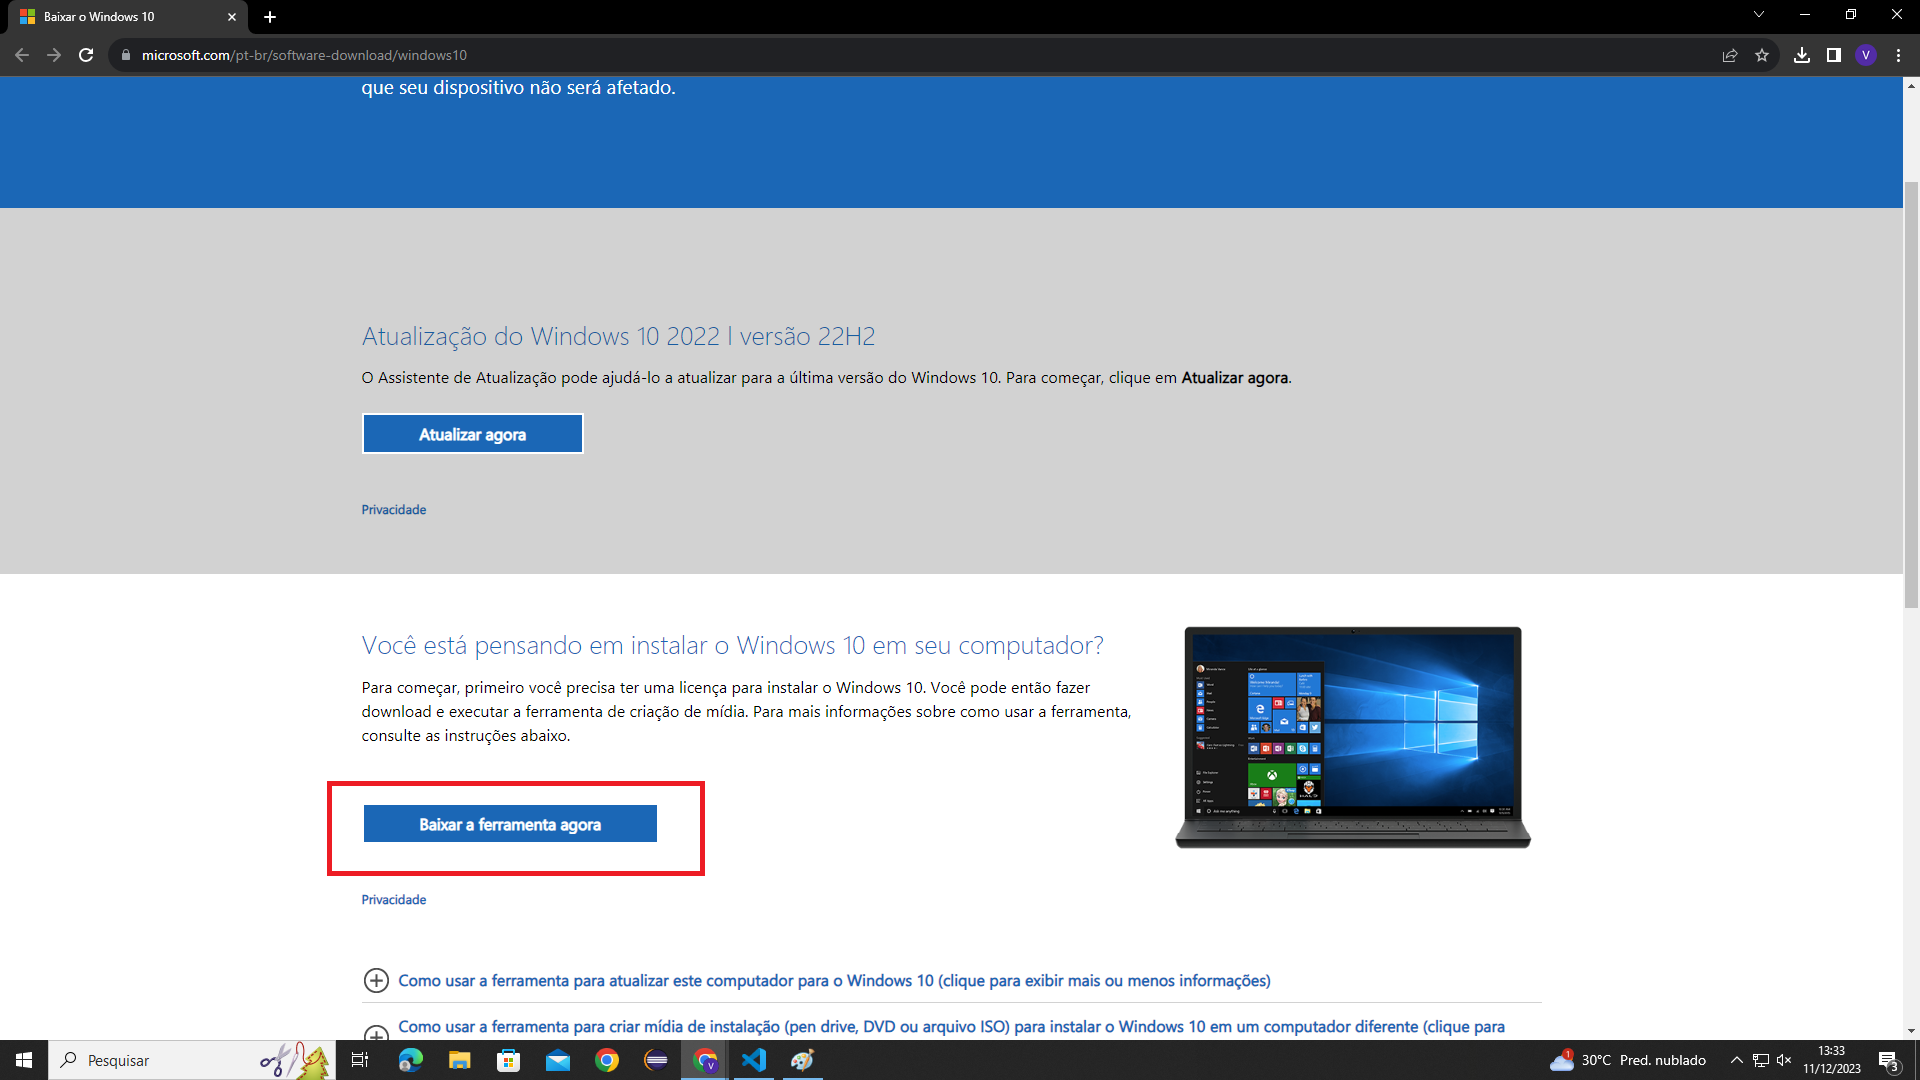 Baixar o Windows 10
microsoft.com/pt-br/software-download/windows10
V
que seu dispositivo não será afetado.
Atualização do Windows 10 2022 | versão 22H2
O Assistente de Atualização pode ajudá-lo a atualizar para a última versão do Windows 10. Para começar, clique em Atualizar agora.
Atualizar agora
Privacidade
Você está pensando em instalar o Windows 10 em seu computador?
Para começar, primeiro você precisa ter uma licença para instalar o Windows 10. Você pode então fazer
download e executar a ferramenta de criação de mídia. Para mais informações sobre como usar a ferramenta,
consulte as instruções abaixo.
Baixar a ferramenta agora
Privacidade
Como usar a ferramenta para atualizar este computador para o Windows 10 (clique para exibir mais ou menos informações)
Como usar a ferramenta para criar mídia de instalação (pen drive, DVD ou arquivo ISO) para instalar o Windows 10 em um computador diferente (clique para
Pesquisar
V
1
30°C Pred. nublado
13:33
11/12/2023
3